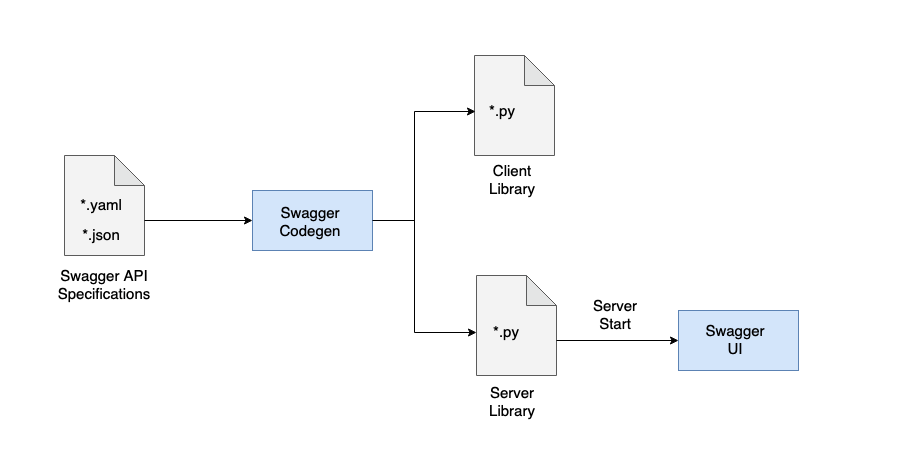 *.yaml
*.json
Swagger API
Specifications
Swagger
Codegen
*.py
Client
Library
*.py
Server
Library
Server
Start
Swagger
UI